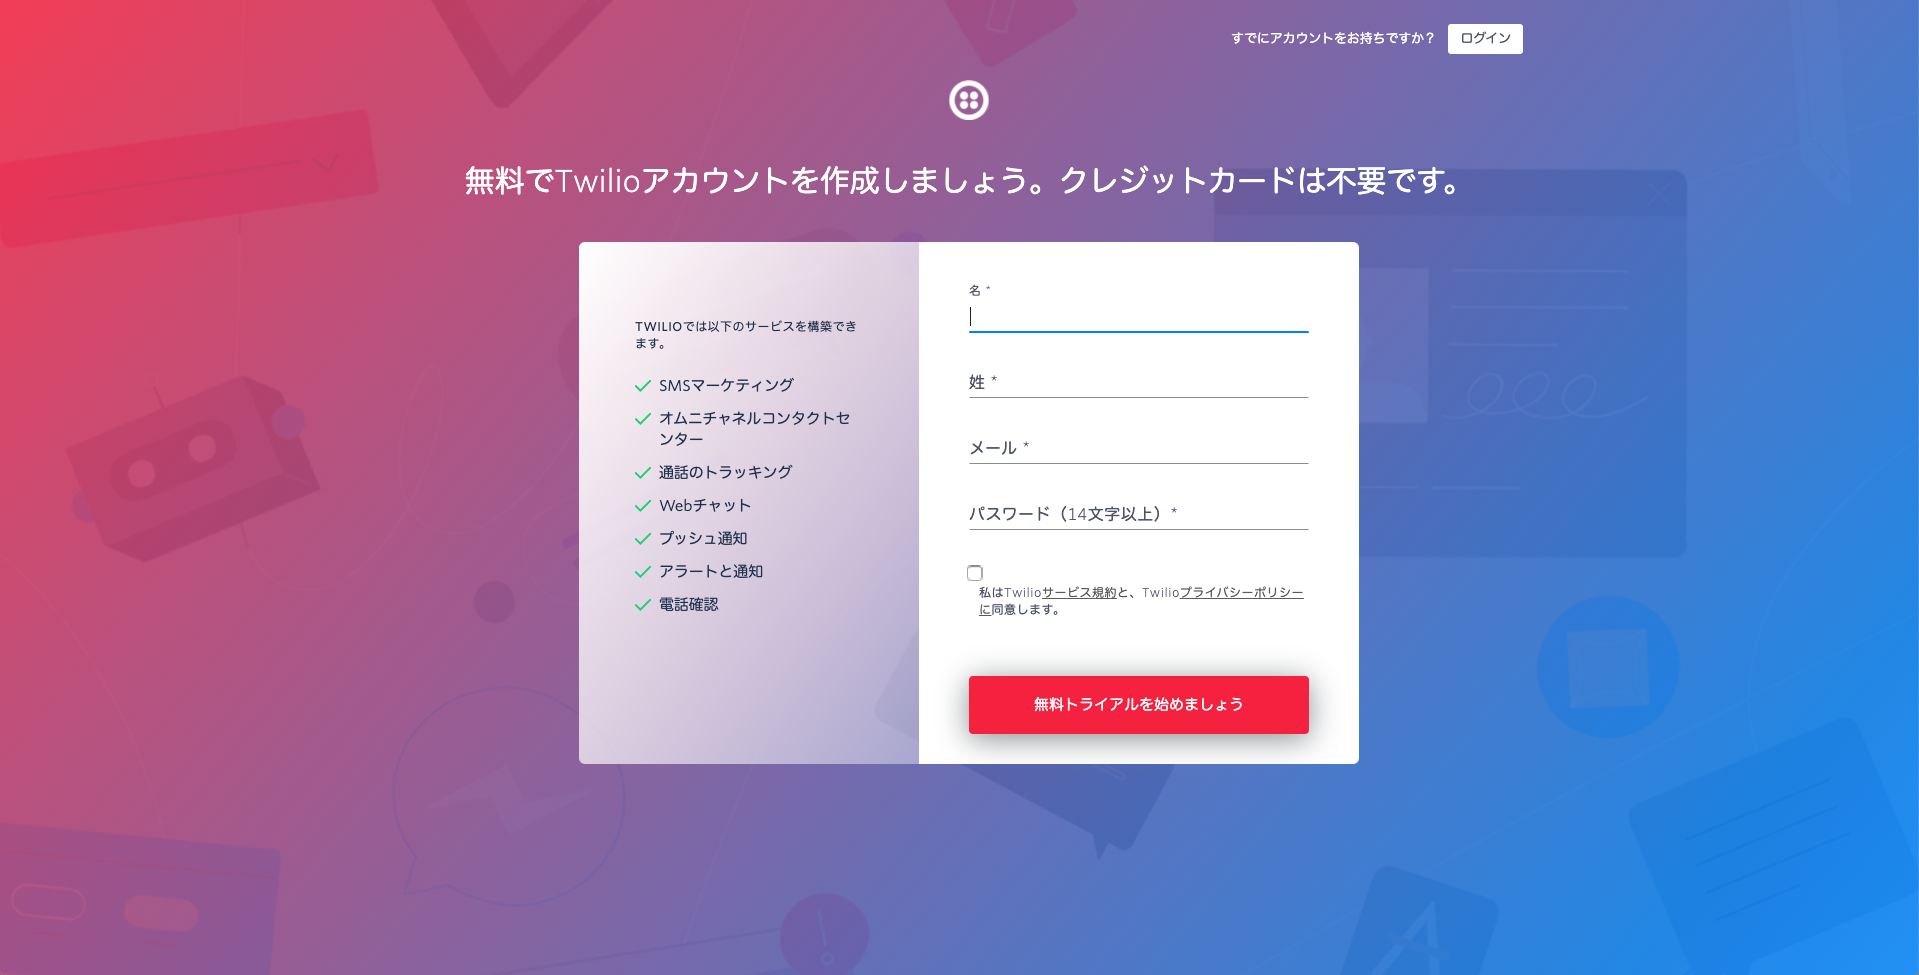 すでにアカウントをお持ちですか？ ログイン
無料でTwilioアカウントを作成しましょう。クレジットカードは不要です。
TWILIOでは以下のサービスを構築でき
ます。
SMSマーケティング
オムニチャネルコンタクトセ
ンター
通話のトラッキング
Webチャット
プッシュ通知
アラートと通知
電話確認
名 *
姓 *
メール *
パスワード（14文字以上）*
私はTwilioサービス規約と、Twilioプライバシーポリシー
に同意します。
無料トライアルを始めましょう